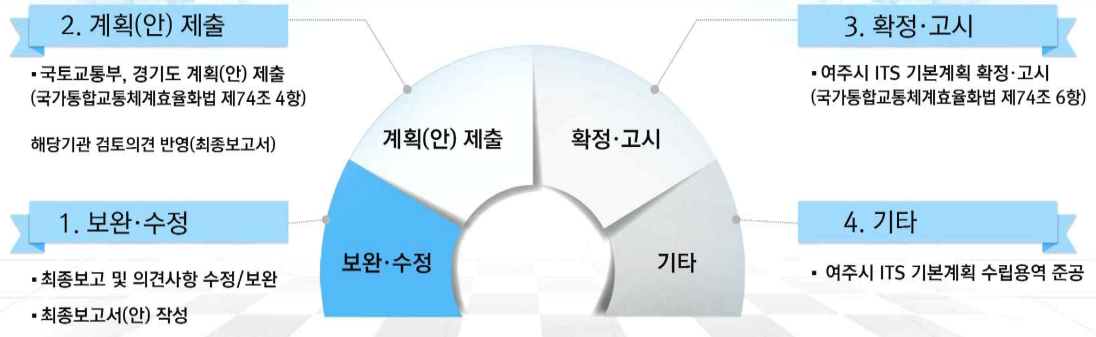 2. 계획(안) 제출
▪ 국토교통부, 경기도 계획(안) 제출
(국가통합교통체계효율화법 제74조 4항)
해당기관 검토의견 반영(최종보고서)
1. 보완·수정
▪ 최종보고 및 의견사항 수정/보완
▪ 최종보고서(안) 작성
계획(안) 제출
확정·고시
보완·수정
기타
3. 확정·고시
▪ 여주시 ITS 기본계획 확정·고시
(국가통합교통체계효율화법 제74조 6항)
4. 기타
▪ 여주시 ITS 기본계획 수립용역 준공